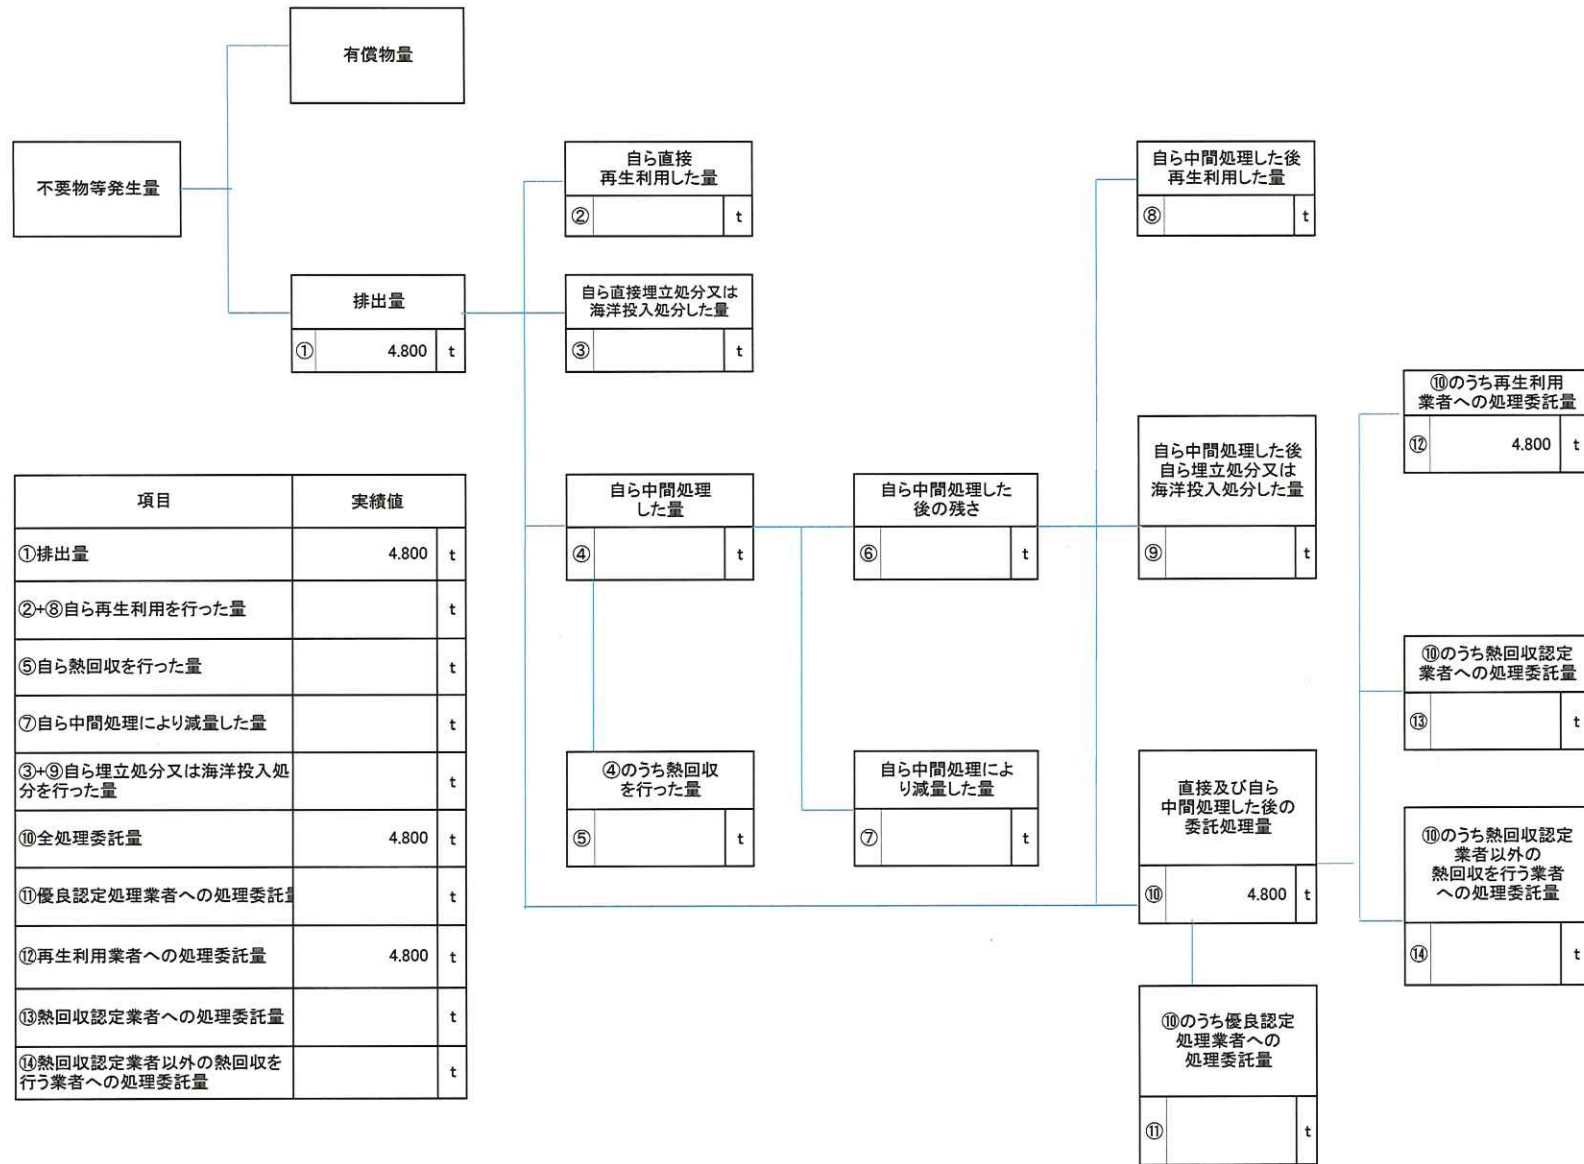 有償物量
不要物等発生量
排出量
① 4.800 t
自ら直接
再生利用した量
② t
自ら直接埋立処分又は
海洋投入処分した量
③ t
自ら中間処理
した量
④ t
④のうち熱回収
を行った量
⑤ t
自ら中間処理した
後の残さ
⑥ t
自ら中間処理によ
り減量した量
⑦ t
自ら中間処理した後
再生利用した量
⑧ t
自ら中間処理した後
自ら埋立処分又は
海洋投入処分した量
⑨ t
直接及び自ら
中間処理した後の
委託処理量
⑩ 4.800 t
⑩のうち優良認定
処理業者への
処理委託量
⑪ t
⑩のうち再生利用
業者への処理委託量
⑫ 4.800 t
⑩のうち熱回収認定
業者への処理委託量
⑬ t
⑩のうち熱回収認定
業者以外の
熱回収を行う業者
への処理委託量
⑭ t
項目 実績値
①排出量 4.800 t
②+⑧自ら再生利用を行った量 t
⑤自ら熱回収を行った量 t
⑦自ら中間処理により減量した量 t
③+⑨自ら埋立処分又は海洋投入処
分を行った量 t
⑩全処理委託量 4.800 t
⑪優良認定処理業者への処理委託量 t
⑫再生利用業者への処理委託量 4.800 t
⑬熱回収認定業者への処理委託量 t
⑭熱回収認定業者以外の熱回収を
行う業者への処理委託量 t